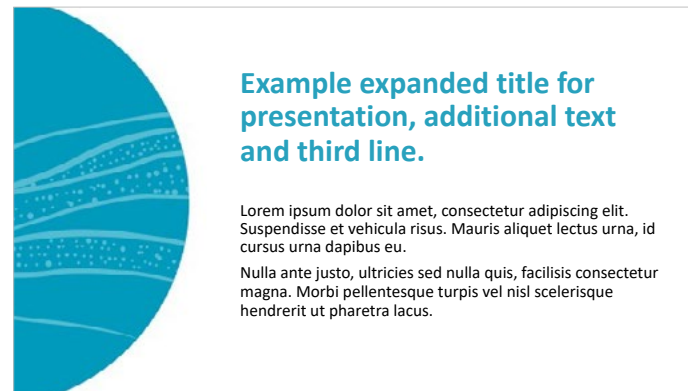 Example expanded title for
presentation, additional text
and third line.
Lorem ipsum dolor sit amet, consectetur adipiscing elit.
Suspendisse et vehicula risus. Mauris aliquet lectus urna, id
cursus urna dapibus eu.
Nulla ante justo, ultricies sed nulla quis, facilisis consectetur
magna. Morbi pellentesque turpis vel nisl scelerisque
hendrerit ut pharetra lacus.